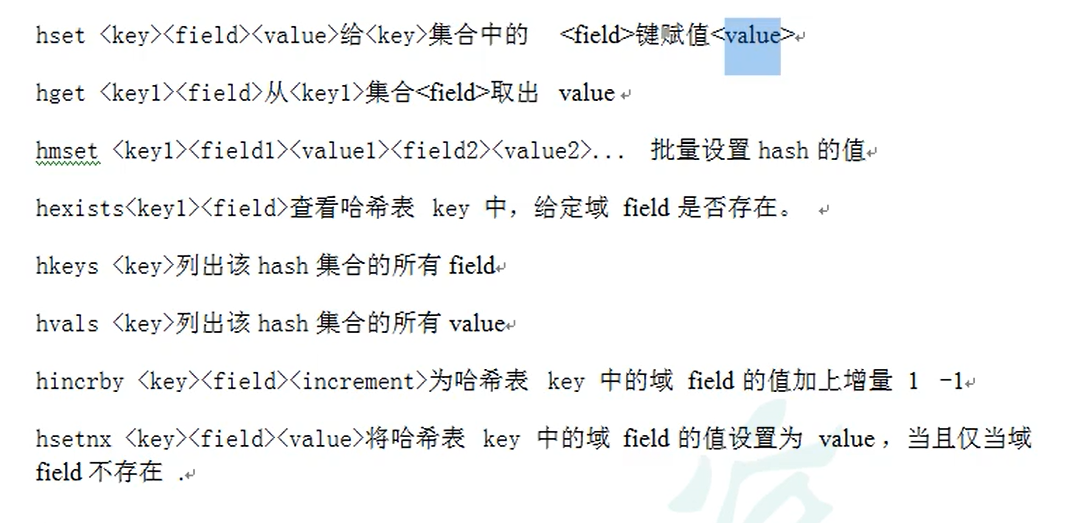 hset <key><field><value>给<key>集合中的 <field>键赋值<value>
hget <key1><field>从<key1>集合<field>取出 value
hmset <key1><field1><value1><field2><value2>... 批量设置 hash 的值
hexists<key1><field>查看哈希表 key 中，给定域 field 是否存在。
hkeys <key>列出该 hash 集合的所有 field
hvals <key>列出该 hash 集合的所有 value
hincrby <key><field><increment>为哈希表 key 中的域 field 的值加上增量 1 -1
hsetnx <key><field><value>将哈希表 key 中的域 field 的值设置为 value ，当且仅当域
field 不存在 .